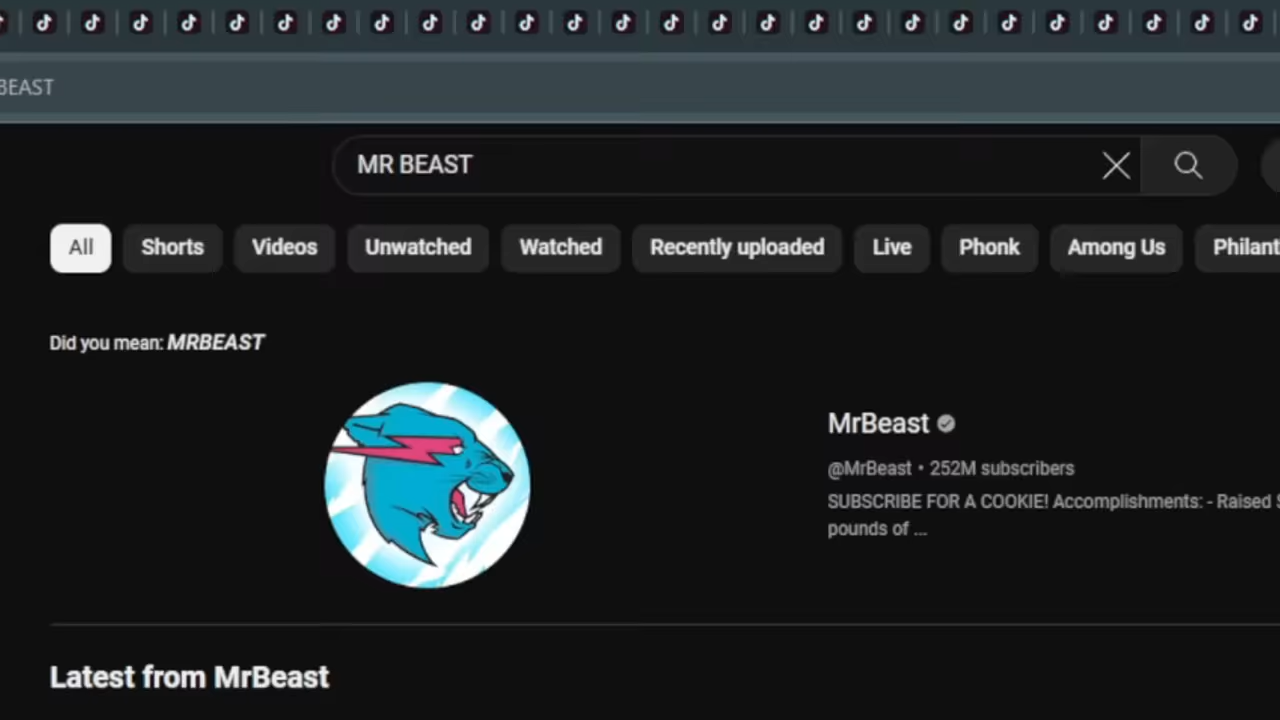 BEAST
MR BEAST
All Shorts Videos Unwatched Watched Recently uploaded Live Phonk Among Us Philant
Did you mean: MRBEAST
MrBeast
@MrBeast • 252M subscribers
SUBSCRIBE FOR A COOKIE! Accomplishments: - Raised
pounds of ...
Latest from MrBeast